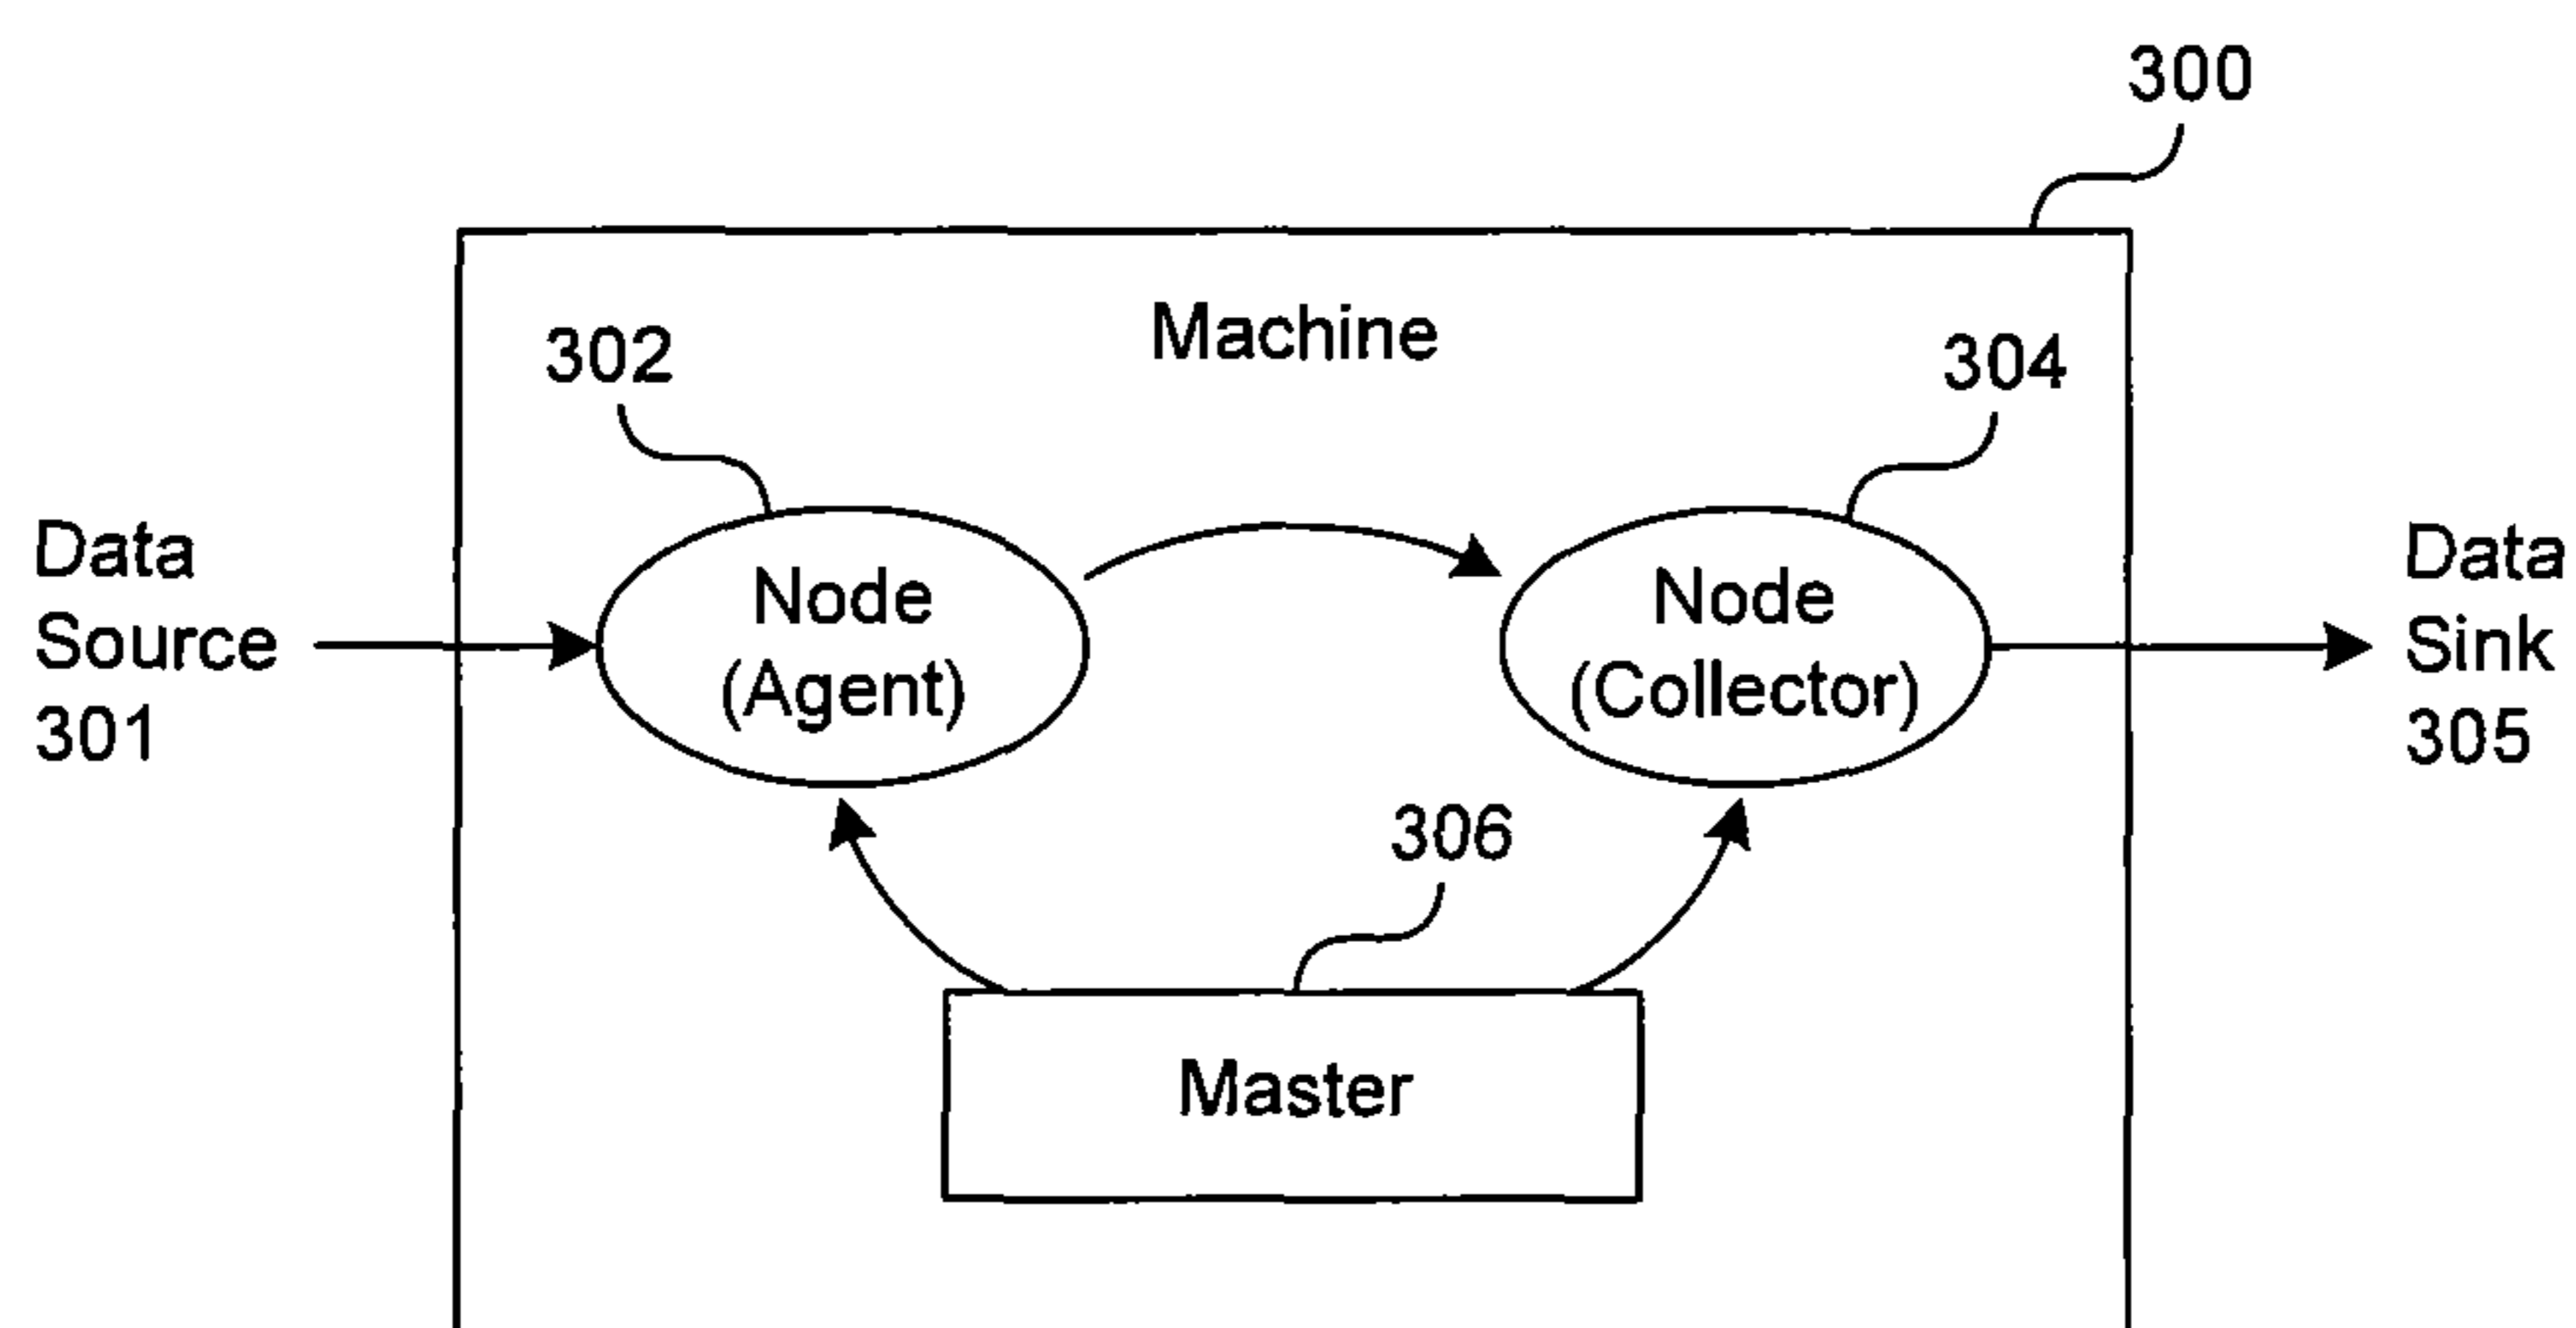 300
Machine
302
304
Data
Source
301
Node
(Agent)
Node
(Collector)
Data
Sink
305
306
Master